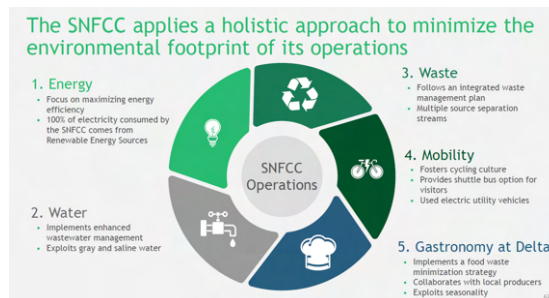 The SNFCC applies a holistic approach to minimize the
environmental footprint of its operations
1. Energy
• Focus on maximizing energy
efficiency
• 100% of electricity consumed by
the SNFCC comes from
Renewable Energy Sources
2. Water
• Implements enhanced
wastewater management
• Exploits gray and saline water
SNFCC
Operations
3. Waste
• Follows an integrated waste
management plan
• Multiple source separation
streams
4. Mobility
• Fosters cycling culture
• Provides shuttle bus option for
visitors
• Used electric utility vehicles
5. Gastronomy at Delta
• Implements a food waste
minimization strategy
• Collaborates with local producers
• Exploits seasonality